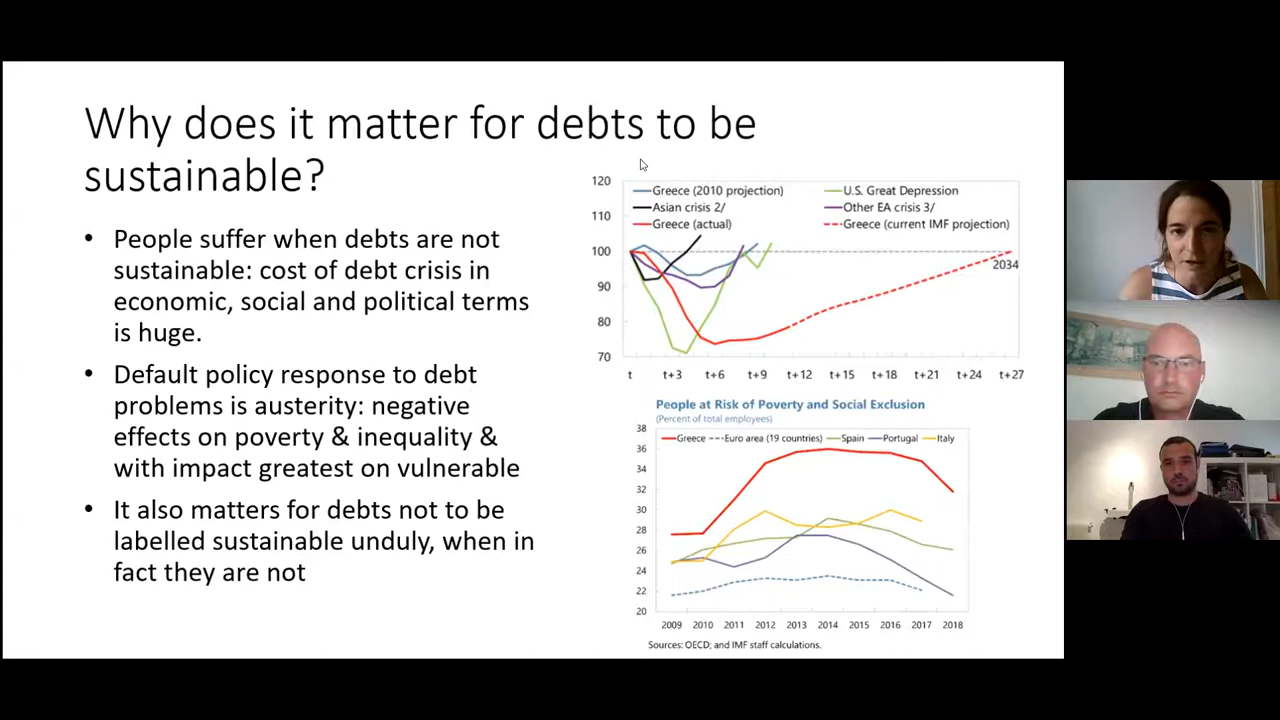 Why does it matter for debts to be
sustainable?
• People suffer when debts are not
sustainable: cost of debt crisis in
economic, social and political terms
is huge.
• Default policy response to debt
problems is austerity: negative
effects on poverty & inequality &
with impact greatest on vulnerable
• It also matters for debts not to be
labelled sustainable unduly, when in
fact they are not
120
110
100
90
80
70
Greece (2010 projection)
U.S. Great Depression
Asian crisis 2/
Other EA crisis 3/
Greece (actual)
Greece (current IMF projection)
2034
t t+3 t+6 t+9 t+12 t+15 t+18 t+21 t+24 t+27
People at Risk of Poverty and Social Exclusion
(Percent of total employees)
38
36
34
32
30
28
26
24
22
20
Greece Euro area (19 countries) Spain Portugal Italy
2009 2010 2011 2012 2013 2014 2015 2016 2017 2018
Sources: OECD; and IMF staff calculations.